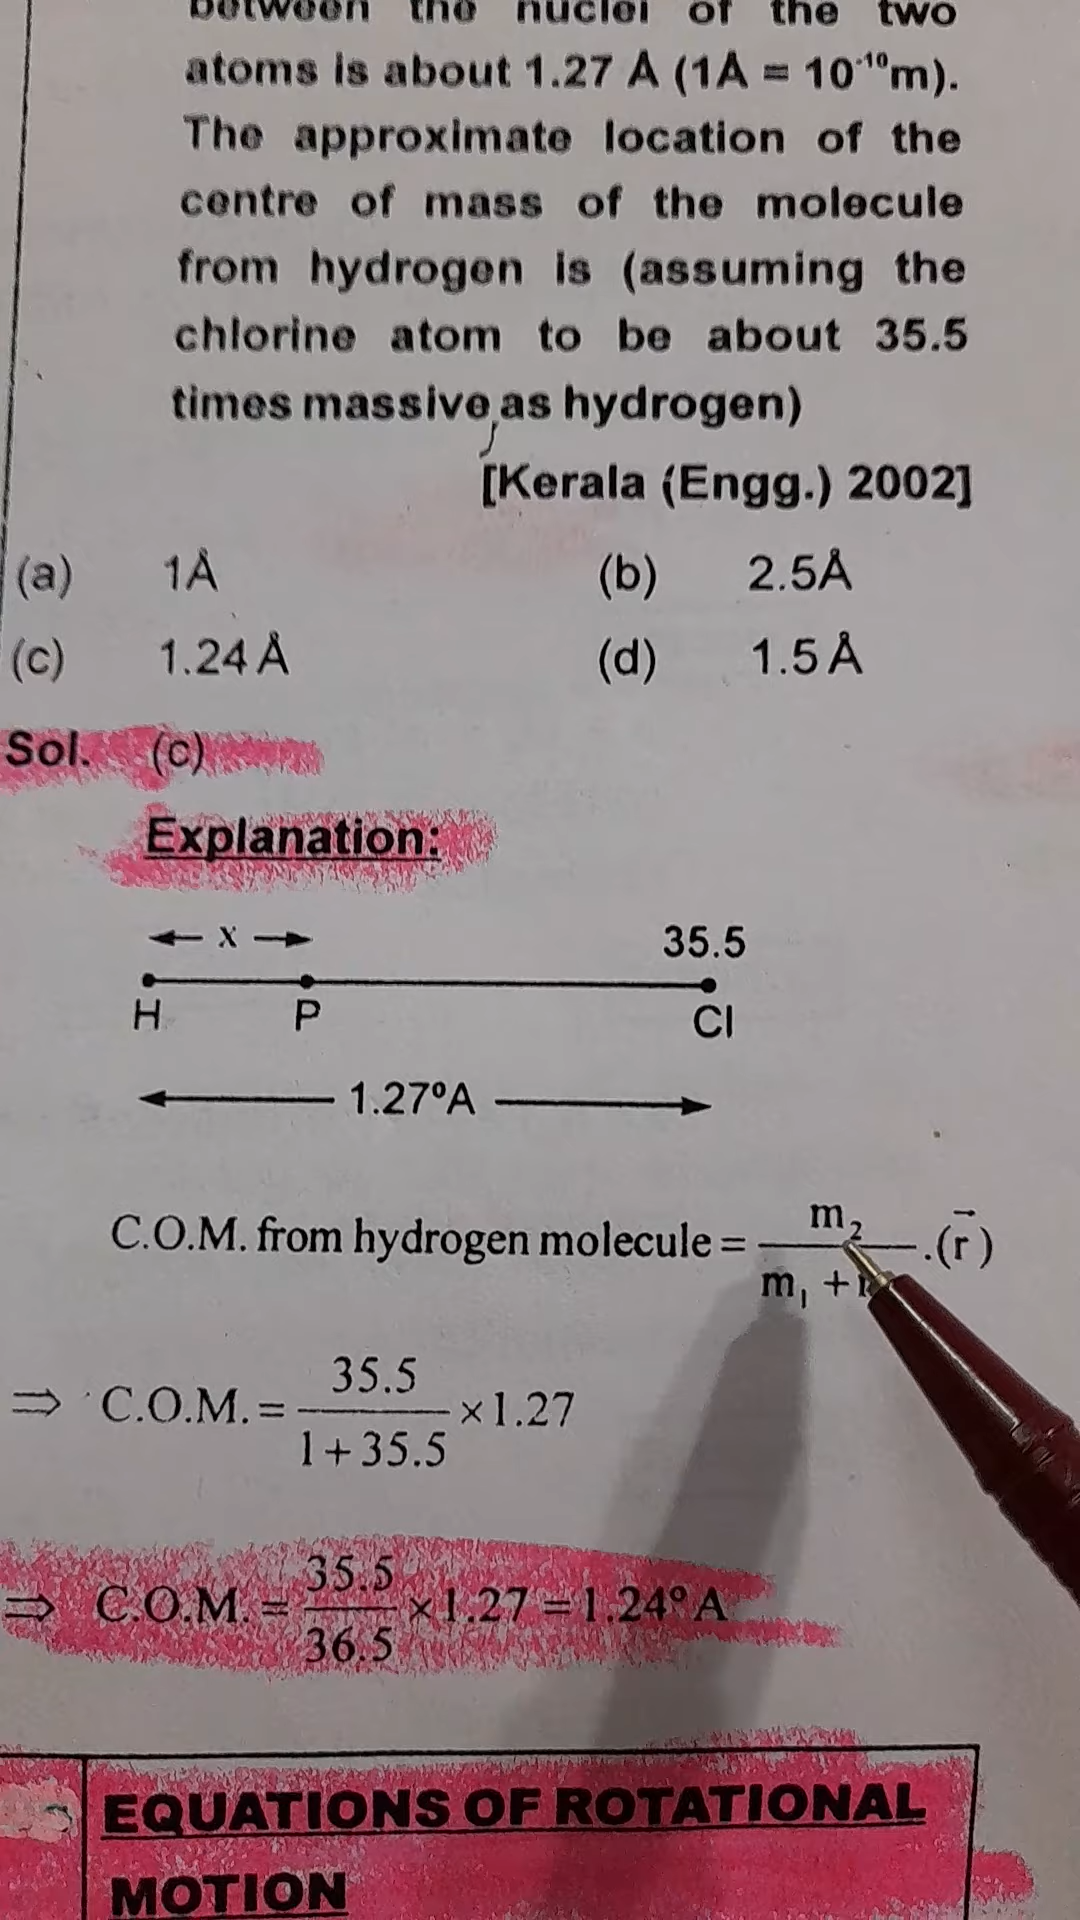 between the nuclei of the two
atoms is about 1.27 Å (1Å = 10⁻¹⁰m).
The approximate location of the
centre of mass of the molecule
from hydrogen is (assuming the
chlorine atom to be about 35.5
times massive as hydrogen)
[Kerala (Engg.) 2002]
(a) 1Å (b) 2.5Å
(c) 1.24 Å (d) 1.5 Å
Sol. (c)
Explanation:
x 35.5
H P Cl
1.27ºA
C.O.M. from hydrogen molecule = m₂ / m₁ + .(r⃗)
⇒ C.O.M. = 35.5 / 1+35.5 ×1.27
⇒ C.O.M. = 35.5 / 36.5 ×1.27 = 1.24º A
EQUATIONS OF ROTATIONAL
MOTION